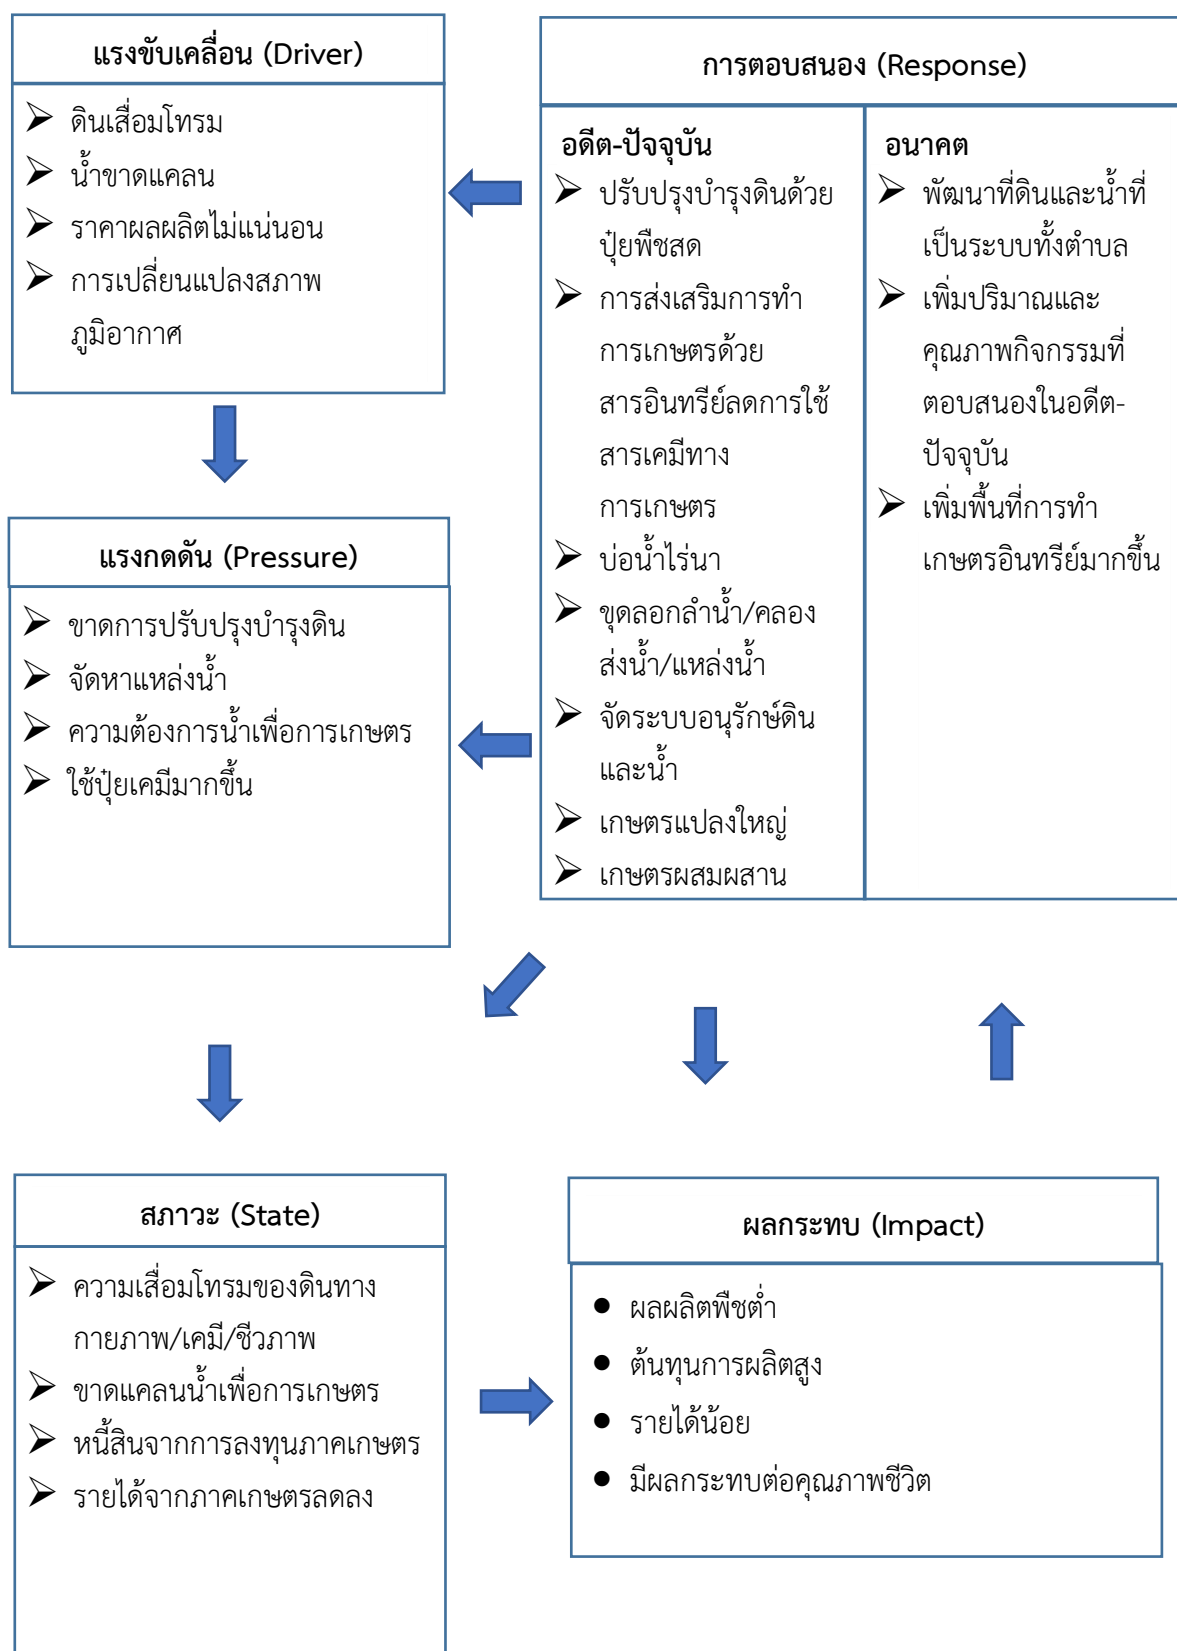 แรงขับเคลื่อน (Driver)
ดินเสื่อมโทรม
น้ำขาดแคลน
ราคาผลผลิตไม่แน่นอน
การเปลี่ยนแปลงสภาพ
ภูมิอากาศ
การตอบสนอง (Response)
อดีต-ปัจจุบัน
ปรับปรุงบำรุงดินด้วย
ปุ๋ยพืชสด
การส่งเสริมการทำ
การเกษตรด้วย
สารอินทรีย์ลดการใช้
สารเคมีทาง
การเกษตร
บ่อน้ำไร่นา
ขุดลอกลำน้ำ/คลอง
ส่งน้ำ/แหล่งน้ำ
จัดระบบอนุรักษ์ดิน
และน้ำ
เกษตรแปลงใหญ่
เกษตรผสมผสาน
อนาคต
พัฒนาที่ดินและน้ำที่
เป็นระบบทั้งตำบล
เพิ่มปริมาณและ
คุณภาพกิจกรรมที่
ตอบสนองในอดีต-
ปัจจุบัน
เพิ่มพื้นที่การทำ
เกษตรอินทรีย์มากขึ้น
แรงกดดัน (Pressure)
ขาดการปรับปรุงบำรุงดิน
จัดหาแหล่งน้ำ
ความต้องการน้ำเพื่อการเกษตร
ใช้ปุ๋ยเคมีมากขึ้น
สภาวะ (State)
ความเสื่อมโทรมของดินทาง
กายภาพ/เคมี/ชีวภาพ
ขาดแคลนน้ำเพื่อการเกษตร
หนี้สินจากการลงทุนภาคเกษตร
รายได้จากภาคเกษตรลดลง
ผลกระทบ (Impact)
ผลผลิตพืชต่ำ
ต้นทุนการผลิตสูง
รายได้น้อย
มีผลกระทบต่อคุณภาพชีวิต